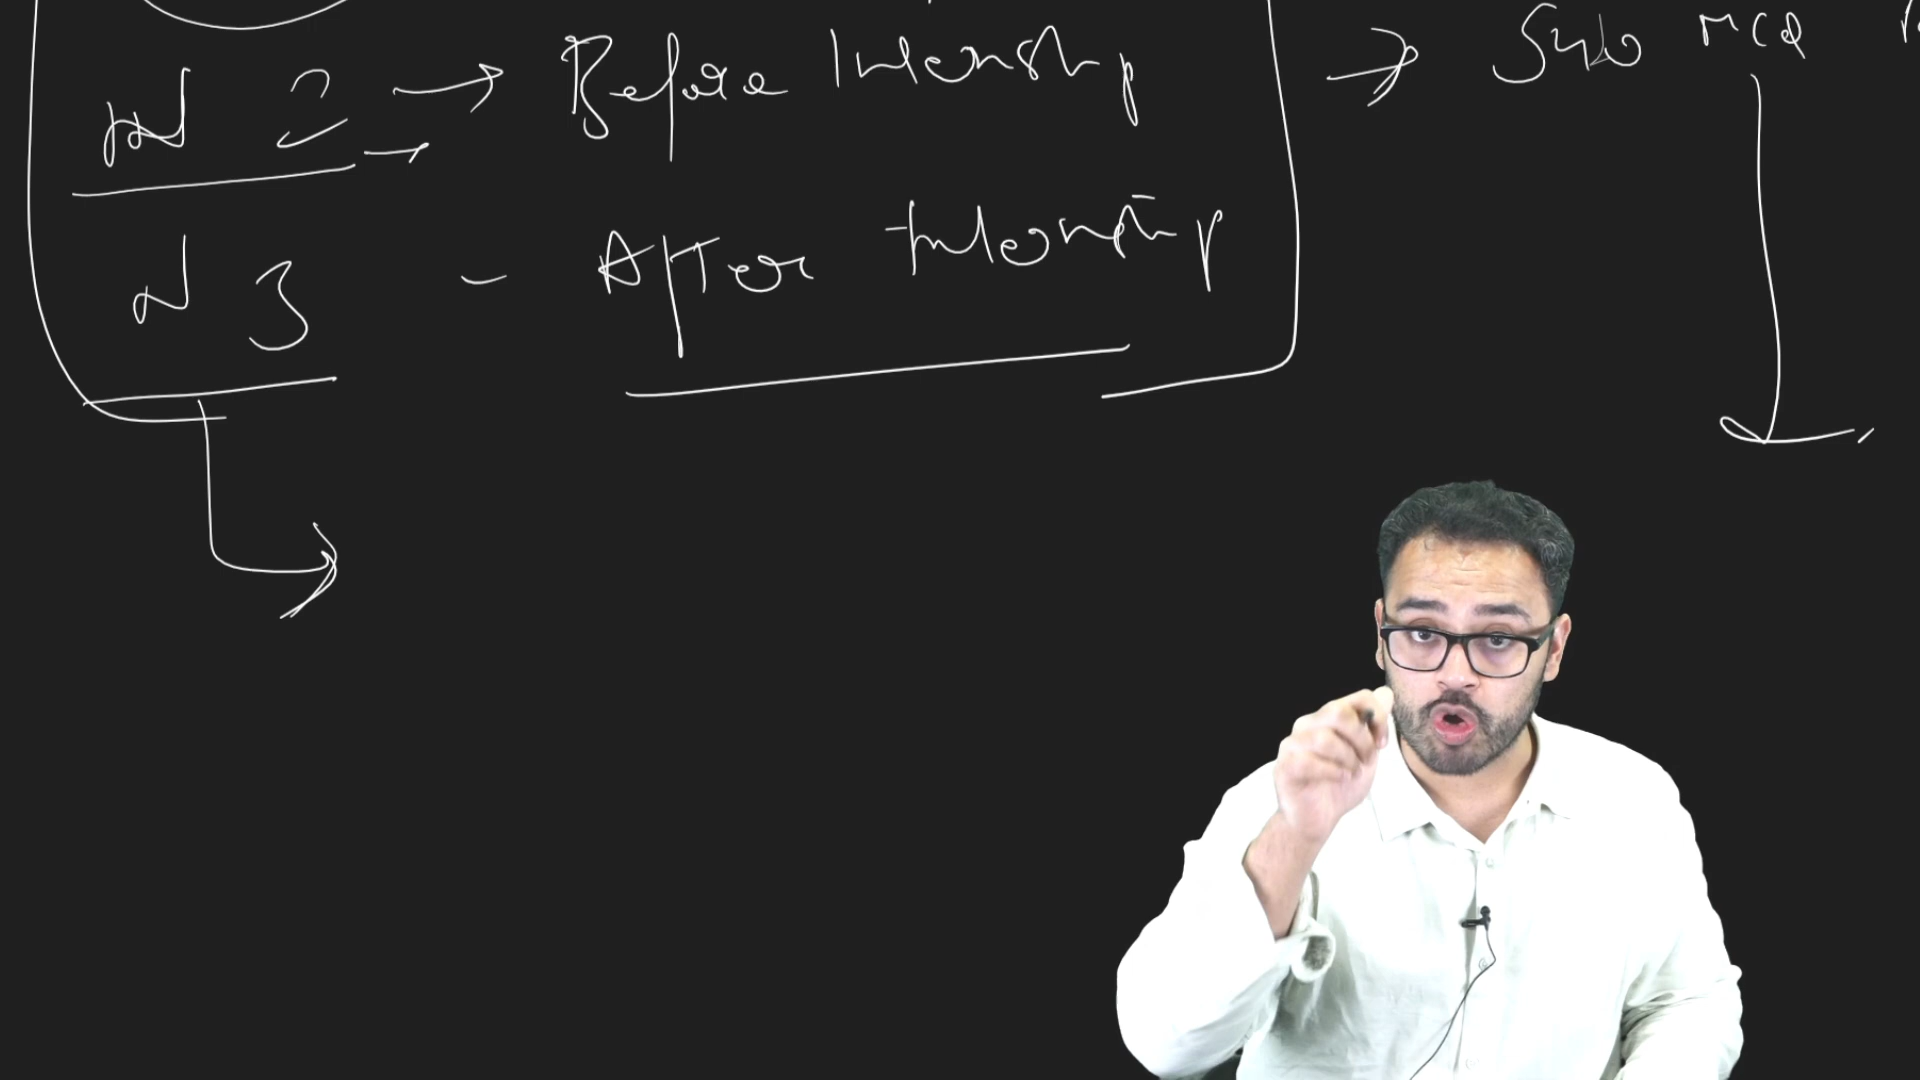 N 2 → Before Internship → Sub MCQ
N 3 - After Internship